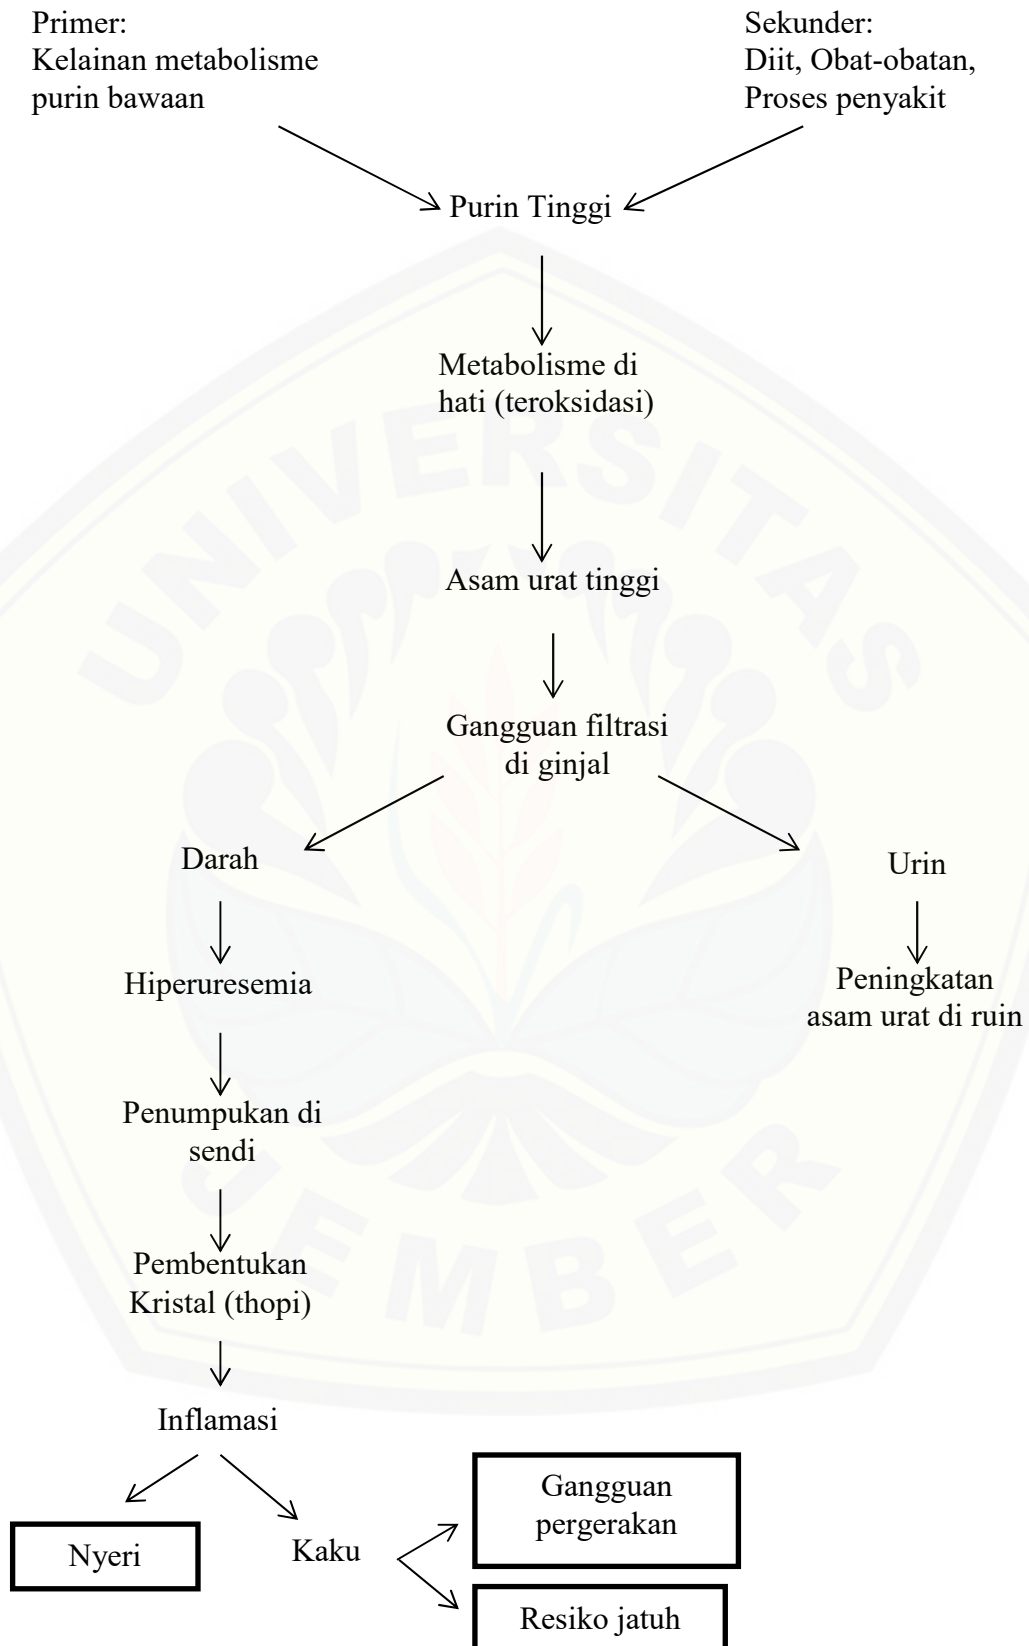 Primer:
Kelainan metabolisme
purin bawaan
Sekunder:
Diit, Obat-obatan,
Proses penyakit
Purin Tinggi
Metabolisme di
hati (teroksidasi)
UNIVERSITAS
Asam urat tinggi
Gangguan filtrasi
di ginjal
Darah
Urin
Hiperuresemia
Peningkatan
asam urat di ruin
Penumpukan di
sendi
Pembentukan
Kristal (thopi)
JEMBER
Inflamasi
Nyeri
Kaku
Gangguan
pergerakan
Resiko jatuh